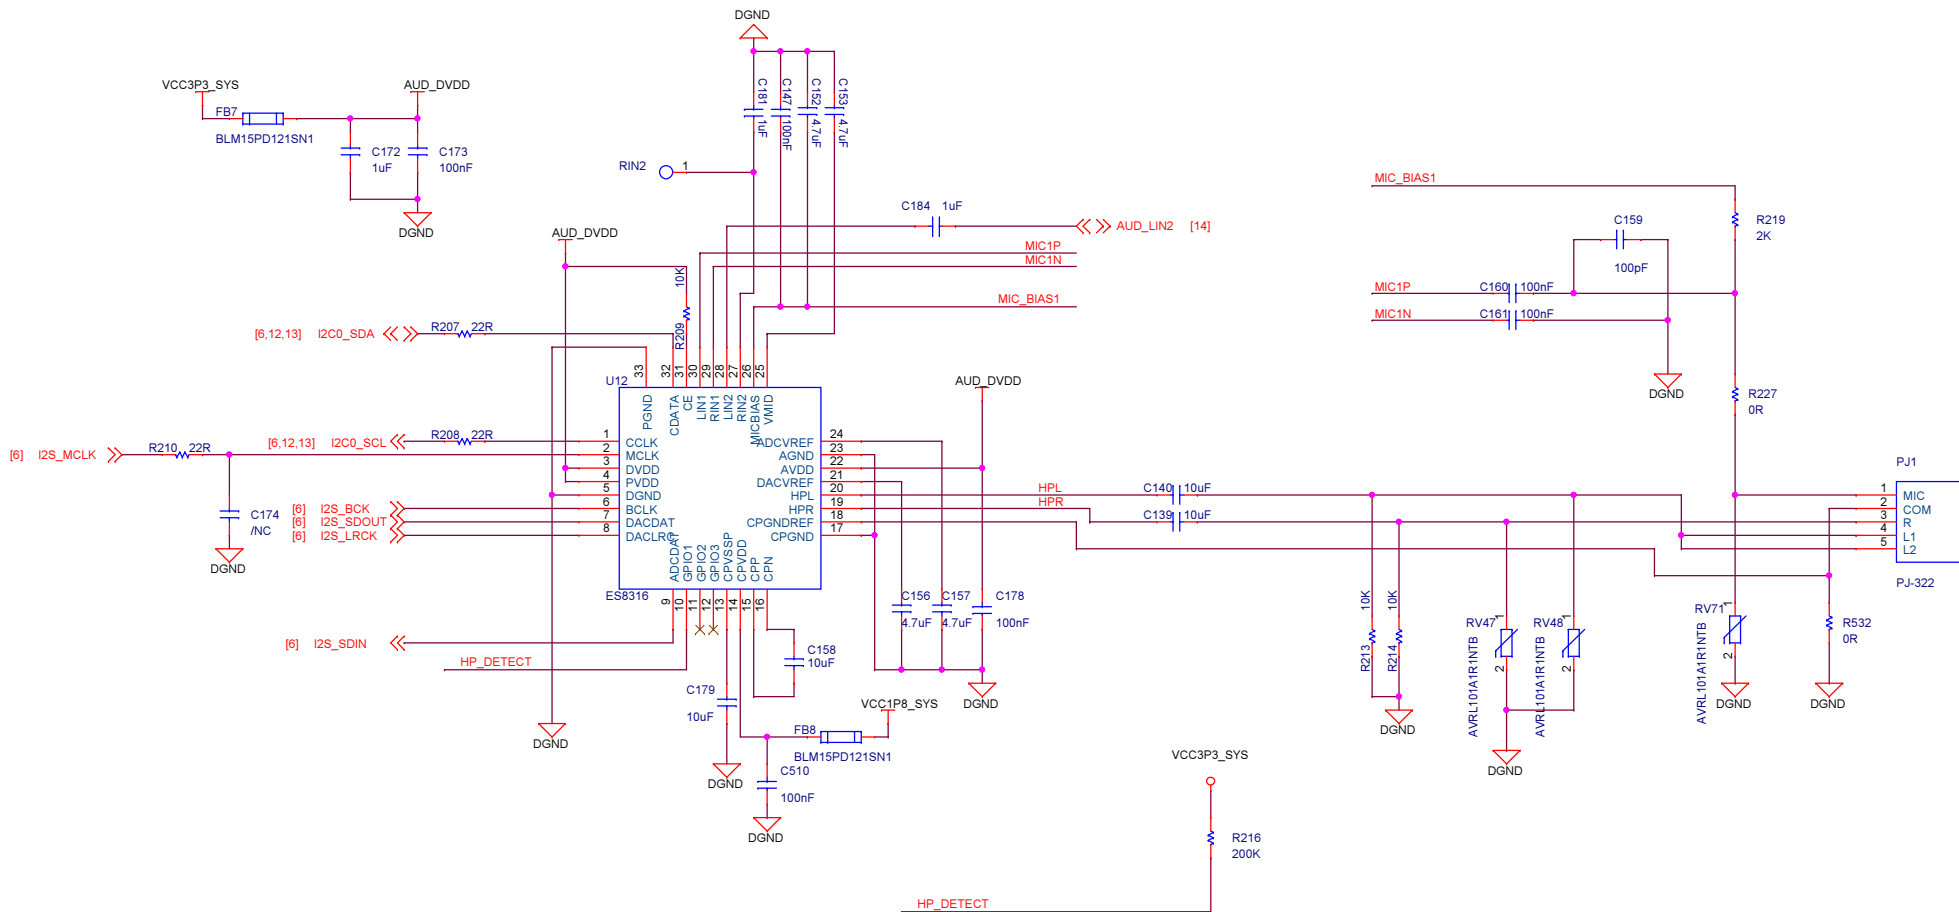 DGND
VCC3P3_SYS
AUD_DVDD
FB7
BLM15PD121SN1
C172
1uF
C173
100nF
DGND
C181
1uF
C147
100nF
C152
4.7uF
C153
4.7uF
RIN2
1
C184 1uF
AUD_LIN2 [14]
MIC1P
MIC1N
MIC_BIAS1
AUD_DVDD
10K
R209
[6,12,13] I2C0_SDA
R207 22R
33
32
31
30
29
28
27
26
25
U12
PGND
CDATA
CE
LIN1
RIN1
LIN2
RIN2
MICBIAS
VMID
[6,12,13] I2C0_SCL
R208 22R
[6] I2S_MCLK
R210 22R
C174
/NC
DGND
[6] I2S_BCK
[6] I2S_SDOUT
[6] I2S_LRCK
1 CCLK
2 MCLK
3 DVDD
4 PVDD
5 DGND
6 BCLK
7 DACDAT
8 DACLRC
ADCVREF 24
AGND 23
AVDD 22
DACVREF 21
HPL 20
HPR 19
CPGNDREF 18
CPGND 17
ADCDAT
GPIO1
GPIO2
GPIO3
CPVSSP
CPVDD
CPP
CPN
ES8316
9
10
11
12
13
14
15
16
[6] I2S_SDIN
HP_DETECT
DGND
C179
10uF
DGND
C158
10uF
VCC1P8_SYS
FB8
BLM15PD121SN1
C510
100nF
DGND
AUD_DVDD
C156
4.7uF
C157
4.7uF
C178
100nF
DGND
HPL
HPR
C140 10uF
C139 10uF
MIC_BIAS1
R219
2K
C159
100pF
MIC1P
C160 100nF
MIC1N
C161 100nF
DGND
R227
0R
PJ1
1 MIC
2 COM
3 R
4 L1
5 L2
PJ-322
10K
R213
10K
R214
DGND
RV47
1
2
AVRL101A1R1NTB
RV48
1
2
AVRL101A1R1NTB
DGND
RV71
1
2
AVRL101A1R1NTB
DGND
R532
0R
DGND
VCC3P3_SYS
R216
200K
HP_DETECT